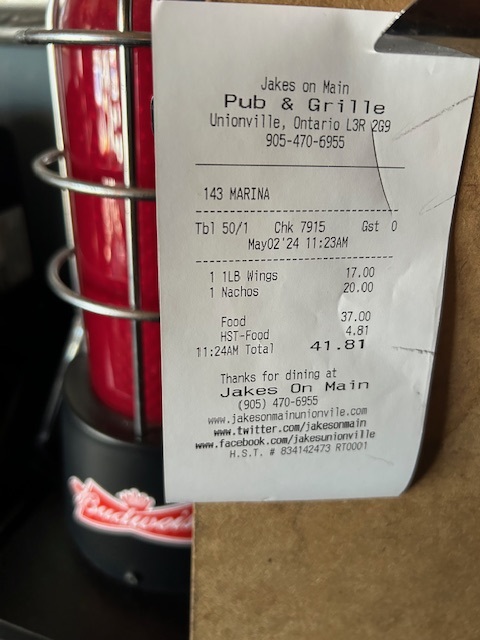 Jakes on Main
Pub & Grille
Unionville, Ontario L3R 2G9
905-470-6955
143 MARINA
Tbl 50/1 Chk 7915 Gst 0
May02'24 11:23AM
1 1LB Wings 17.00
1 Nachos 20.00
Food 37.00
HST-Food 4.81
11:24AM Total 41.81
Thanks for dining at
Jakes On Main
(905) 470-6955
www.jakesonmainunionvile.com
www.twitter.com/jakesonmain
www.facebook.com/jakesunionville
H.S.T. # 834142473 RT0001
Budweiser